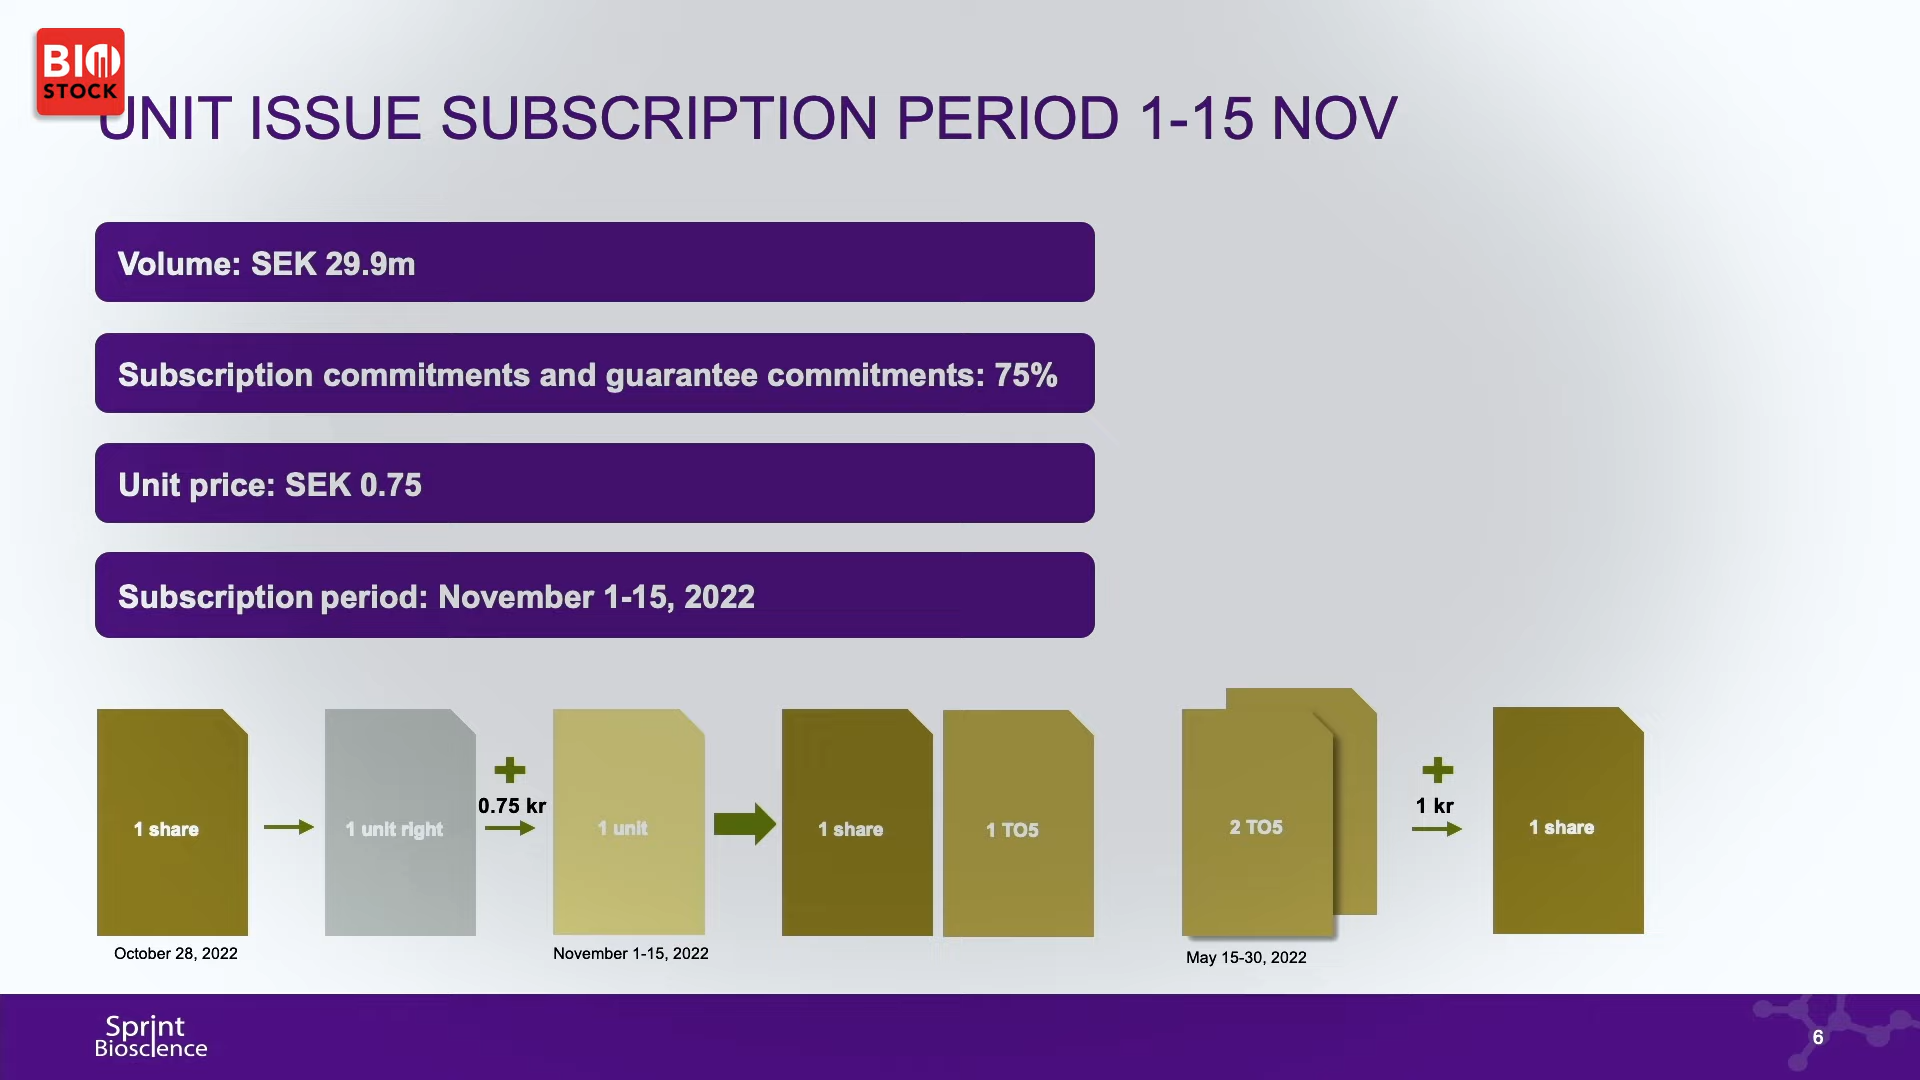 BIO
STOCK
UNIT ISSUE SUBSCRIPTION PERIOD 1-15 NOV
Volume: SEK 29.9m
Subscription commitments and guarantee commitments: 75%
Unit price: SEK 0.75
Subscription period: November 1-15, 2022
1 share
1 unit right
0.75 kr
1 unit
1 share
1 TO5
2 TO5
1 kr
1 share
October 28, 2022
November 1-15, 2022
May 15-30, 2022
Sprint
Bioscience
6